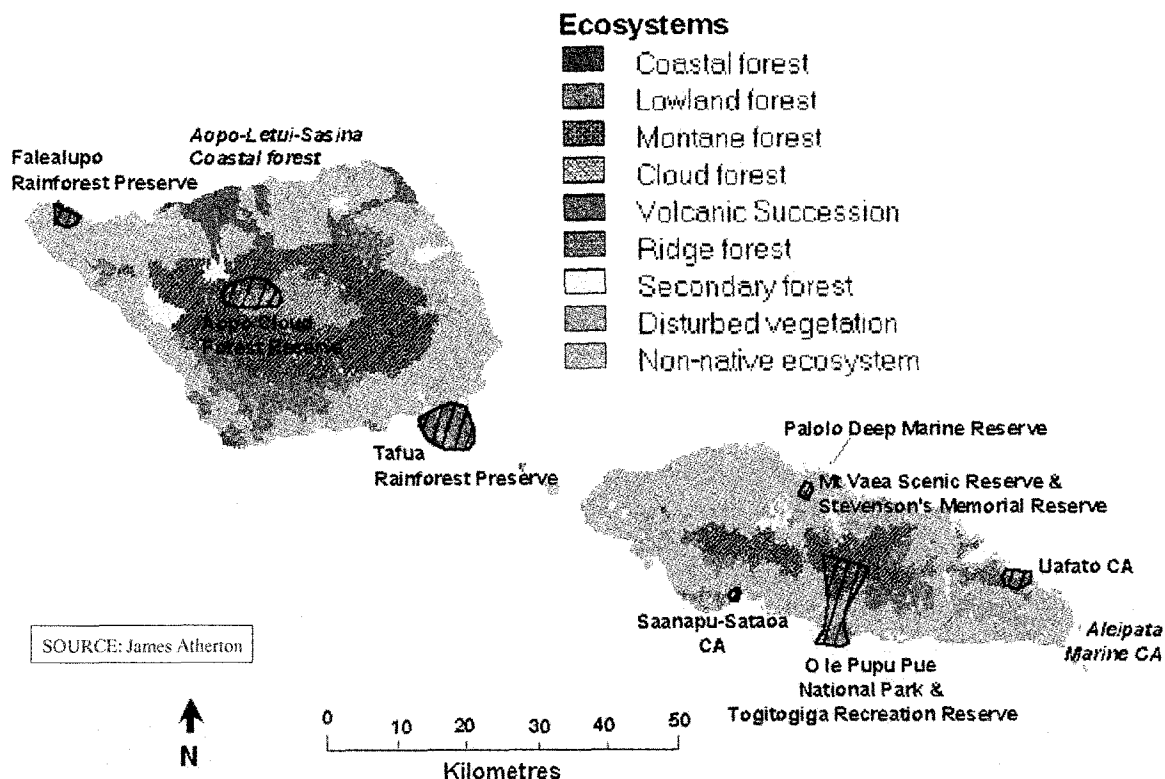 Ecosystems
Coastal forest
Lowland forest
Montane forest
Cloud forest
Volcanic Succession
Ridge forest
Secondary forest
Disturbed vegetation
Non-native ecosystem
Aopo-Letui-Sasina
Coastal forest
Falealupo
Rainforest Preserve
Aopo Cloud
Forest Reserve
Tafua
Rainforest Preserve
Palolo Deep Marine Reserve
Mt Vaea Scenic Reserve &
Stevenson's Memorial Reserve
Uafato CA
Saanapu-Sataoa
CA
Aleipata
Marine CA
O le Pupu Pue
National Park &
Togitogiga Recreation Reserve
SOURCE: James Atherton
N
0 10 20 30 40 50
Kilometres